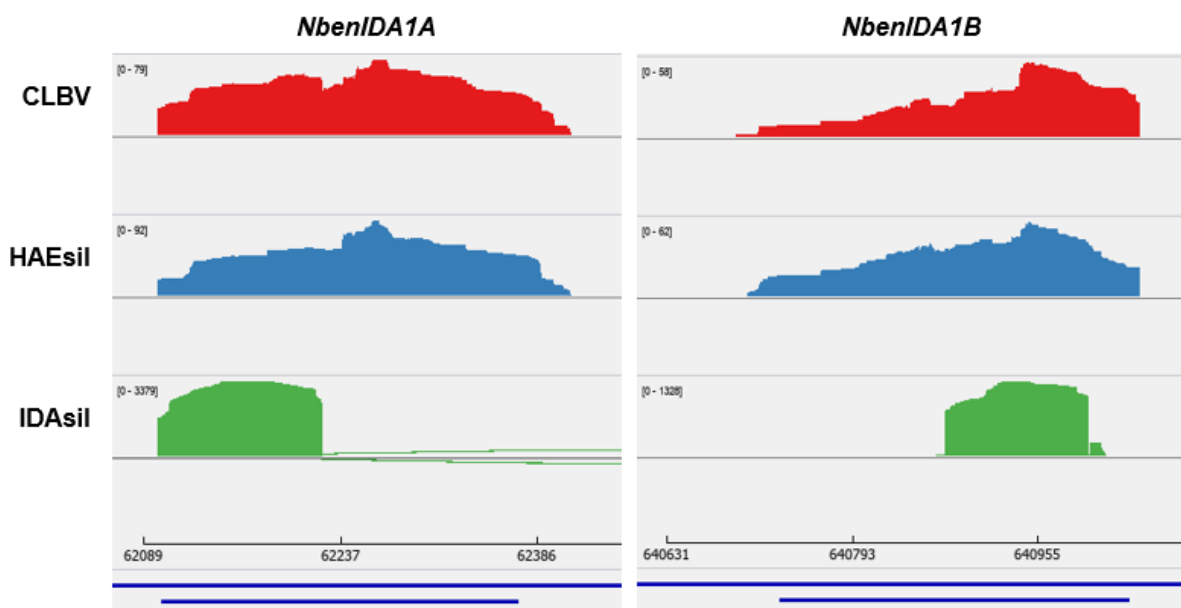 NbenIDA1A NbenIDA1B
CLBV [0 - 79] [0 - 58]
HAEsil [0 - 92] [0 - 62]
IDAsil [0 - 3379] [0 - 1328]
62089 62237 62386 640631 640793 640955